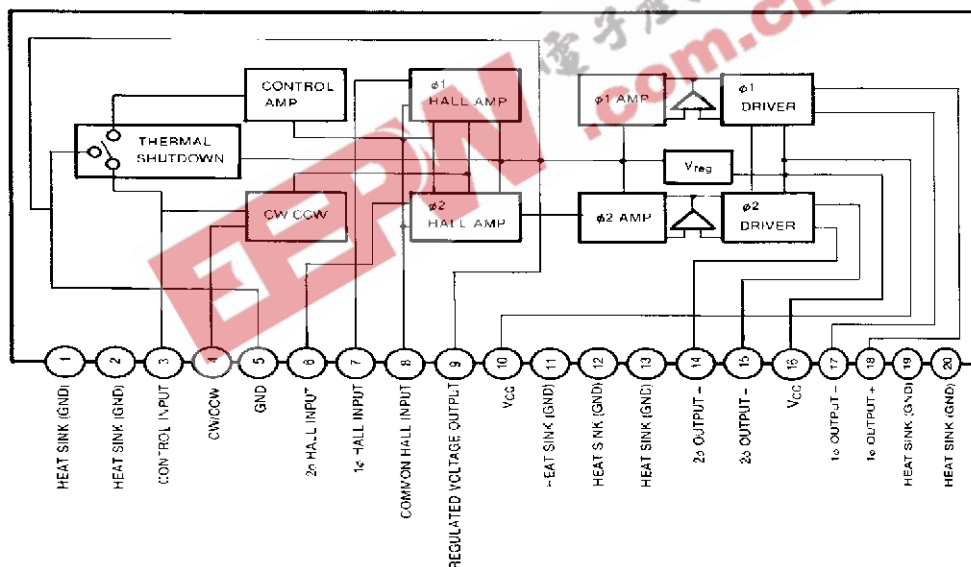 電子産
EEPW
.com.cn
CONTROL
AMP
φ1
HALL AMP
φ1 AMP
φ1
DRIVER
THERMAL
SHUTDOWN
Vreg
CW/CCW
φ2
HALL AMP
φ2 AMP
φ2
DRIVER
1
2
3
4
5
6
7
8
9
10
11
12
13
14
15
16
17
18
19
20
HEAT SINK (GND)
HEAT SINK (GND)
CONTROL INPUT
CW/CCW
GND
2φ HALL INPUT
1φ HALL INPUT
COMMON HALL INPUT
REGULATED VOLTAGE OUTPUT
VCC
HEAT SINK (GND)
HEAT SINK (GND)
HEAT SINK (GND)
2φ OUTPUT +
2φ OUTPUT −
VCC
1φ OUTPUT −
1φ OUTPUT +
HEAT SINK (GND)
HEAT SINK (GND)